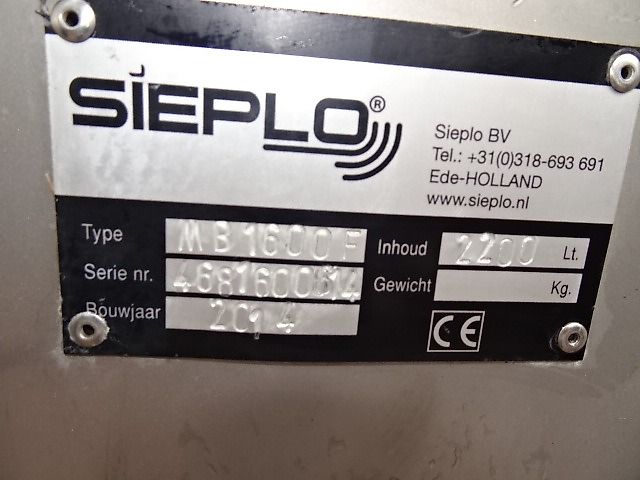 SIEPLO®
Sieplo BV
Tel.: +31(0)318-693 691
Ede-HOLLAND
www.sieplo.nl
Type MB1600F Inhoud 2200 Lt.
Serie nr. Gewicht Kg.
Bouwjaar 2014
CE